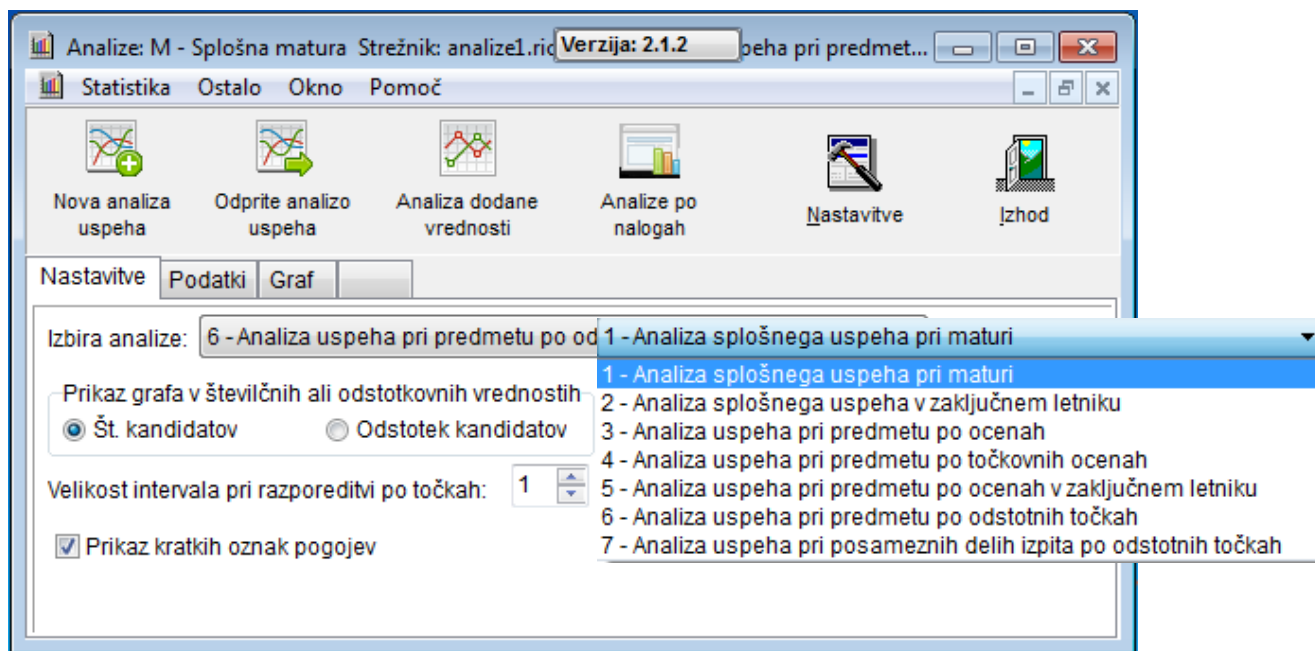 Analize: M - Splošna matura Strežnik: analize1.ric Verzija: 2.1.2 peha pri predmet...
Statistika Ostalo Okno Pomoč
Nova analiza uspeha
Odprite analizo uspeha
Analiza dodane vrednosti
Analize po nalogah
Nastavitve
Izhod
Nastavitve Podatki Graf
Izbira analize: 6 - Analiza uspeha pri predmetu po od 1 - Analiza splošnega uspeha pri maturi
1 - Analiza splošnega uspeha pri maturi
2 - Analiza splošnega uspeha v zaključnem letniku
3 - Analiza uspeha pri predmetu po ocenah
4 - Analiza uspeha pri predmetu po točkovnih ocenah
5 - Analiza uspeha pri predmetu po ocenah v zaključnem letniku
6 - Analiza uspeha pri predmetu po odstotnih točkah
7 - Analiza uspeha pri posameznih delih izpita po odstotnih točkah
Prikaz grafa v številčnih ali odstotkovnih vrednostih
Št. kandidatov Odstotek kandidatov
Velikost intervala pri razporeditvi po točkah: 1
Prikaz kratkih oznak pogojev